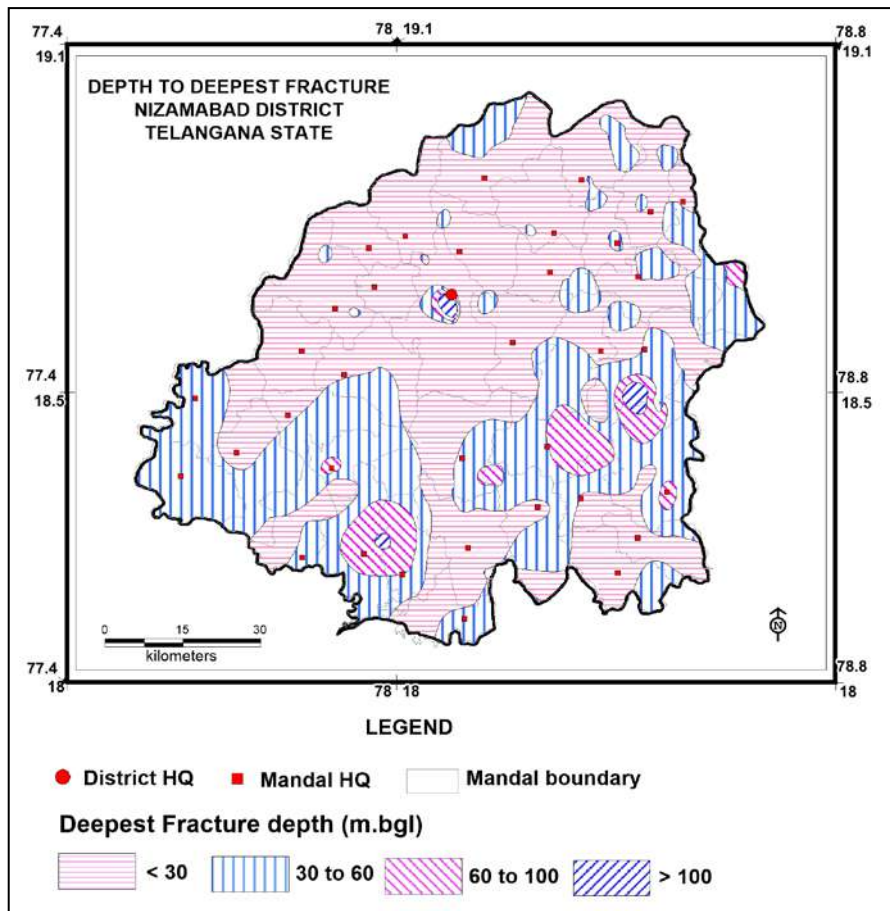 77.4
78 19.1
78.8
19.1
19.1
DEPTH TO DEEPEST FRACTURE
NIZAMABAD DISTRICT
TELANGANA STATE
77.4
18.5
78.8
18.5
0 15 30
kilometers
N
77.4
18
78 18
78.8
18
LEGEND
District HQ Mandal HQ Mandal boundary
Deepest Fracture depth (m.bgl)
< 30 30 to 60 60 to 100 > 100